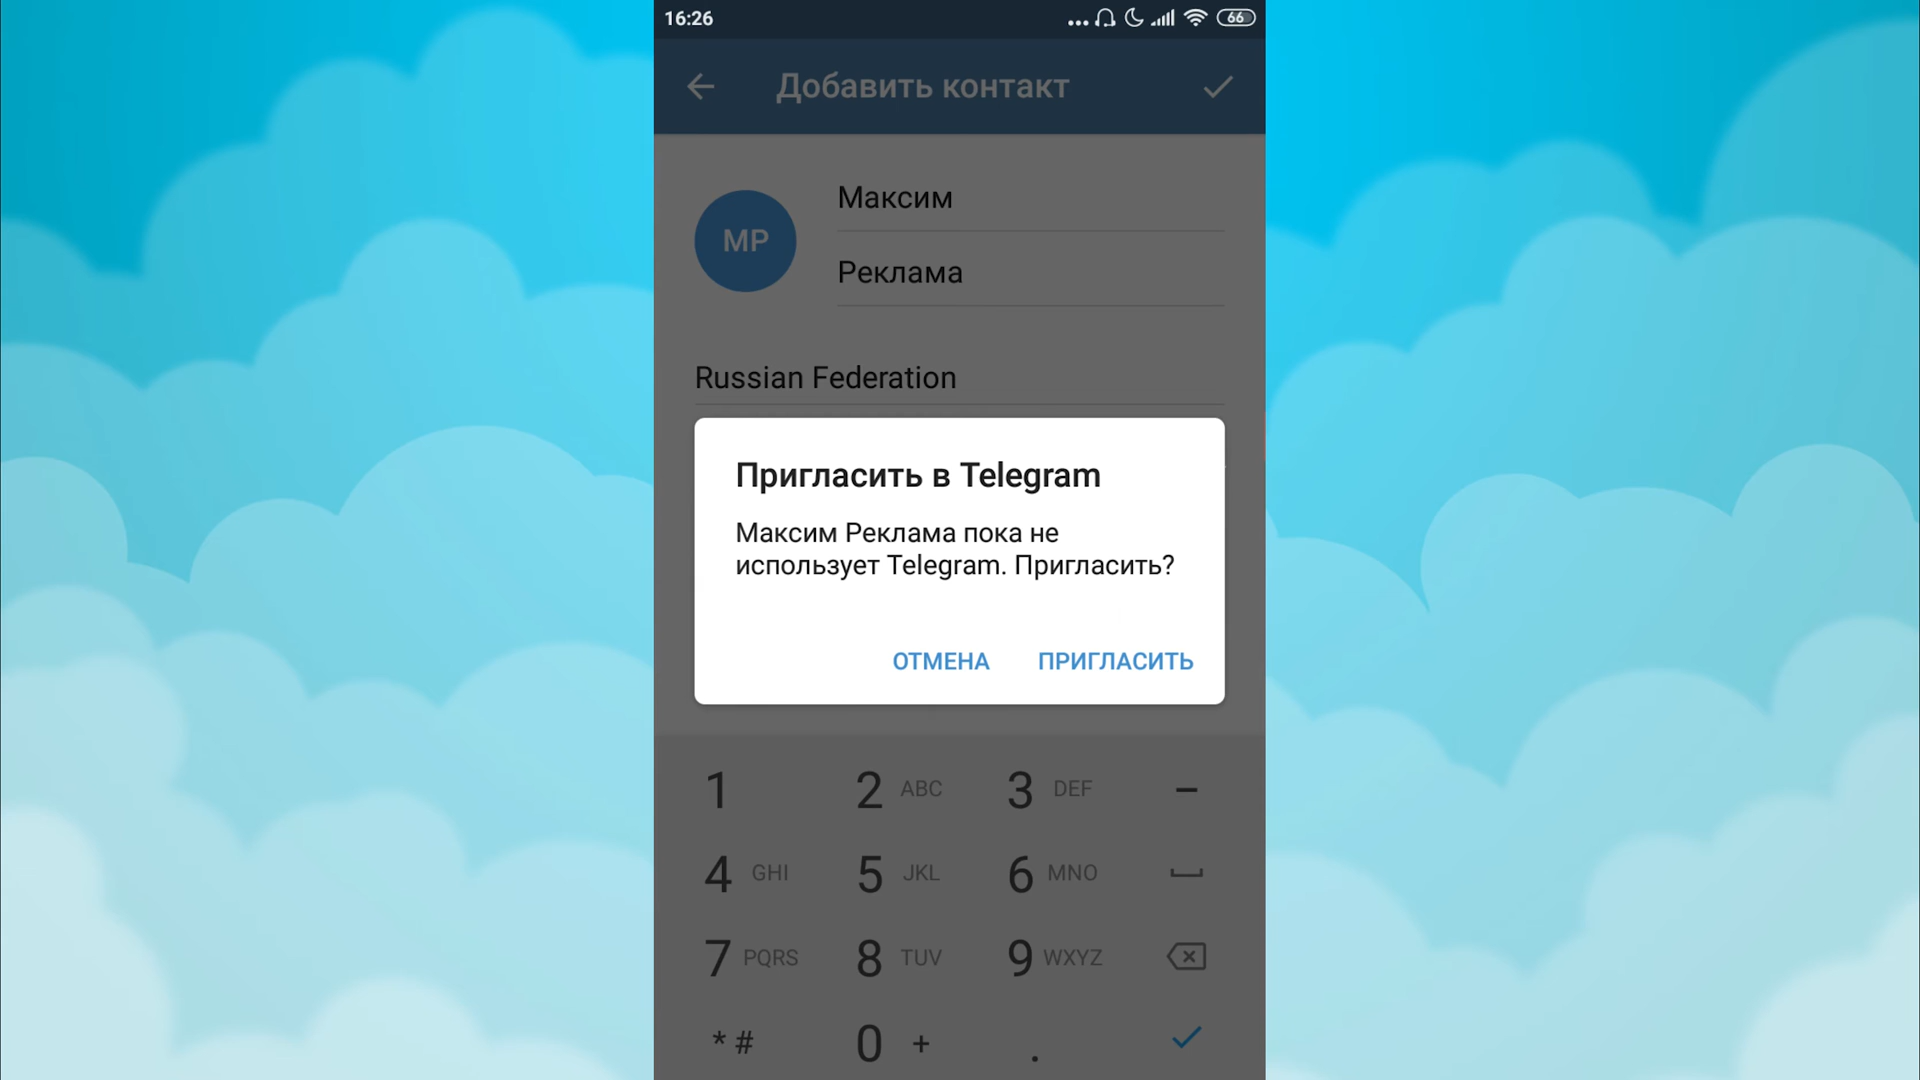 16:26
66
Добавить контакт
МР
Максим
Реклама
Russian Federation
Пригласить в Telegram
Максим Реклама пока не
использует Telegram. Пригласить?
ОТМЕНА ПРИГЛАСИТЬ
1 2 ABC 3 DEF –
4 GHI 5 JKL 6 MNO
7 PQRS 8 TUV 9 WXYZ
* # 0 + .